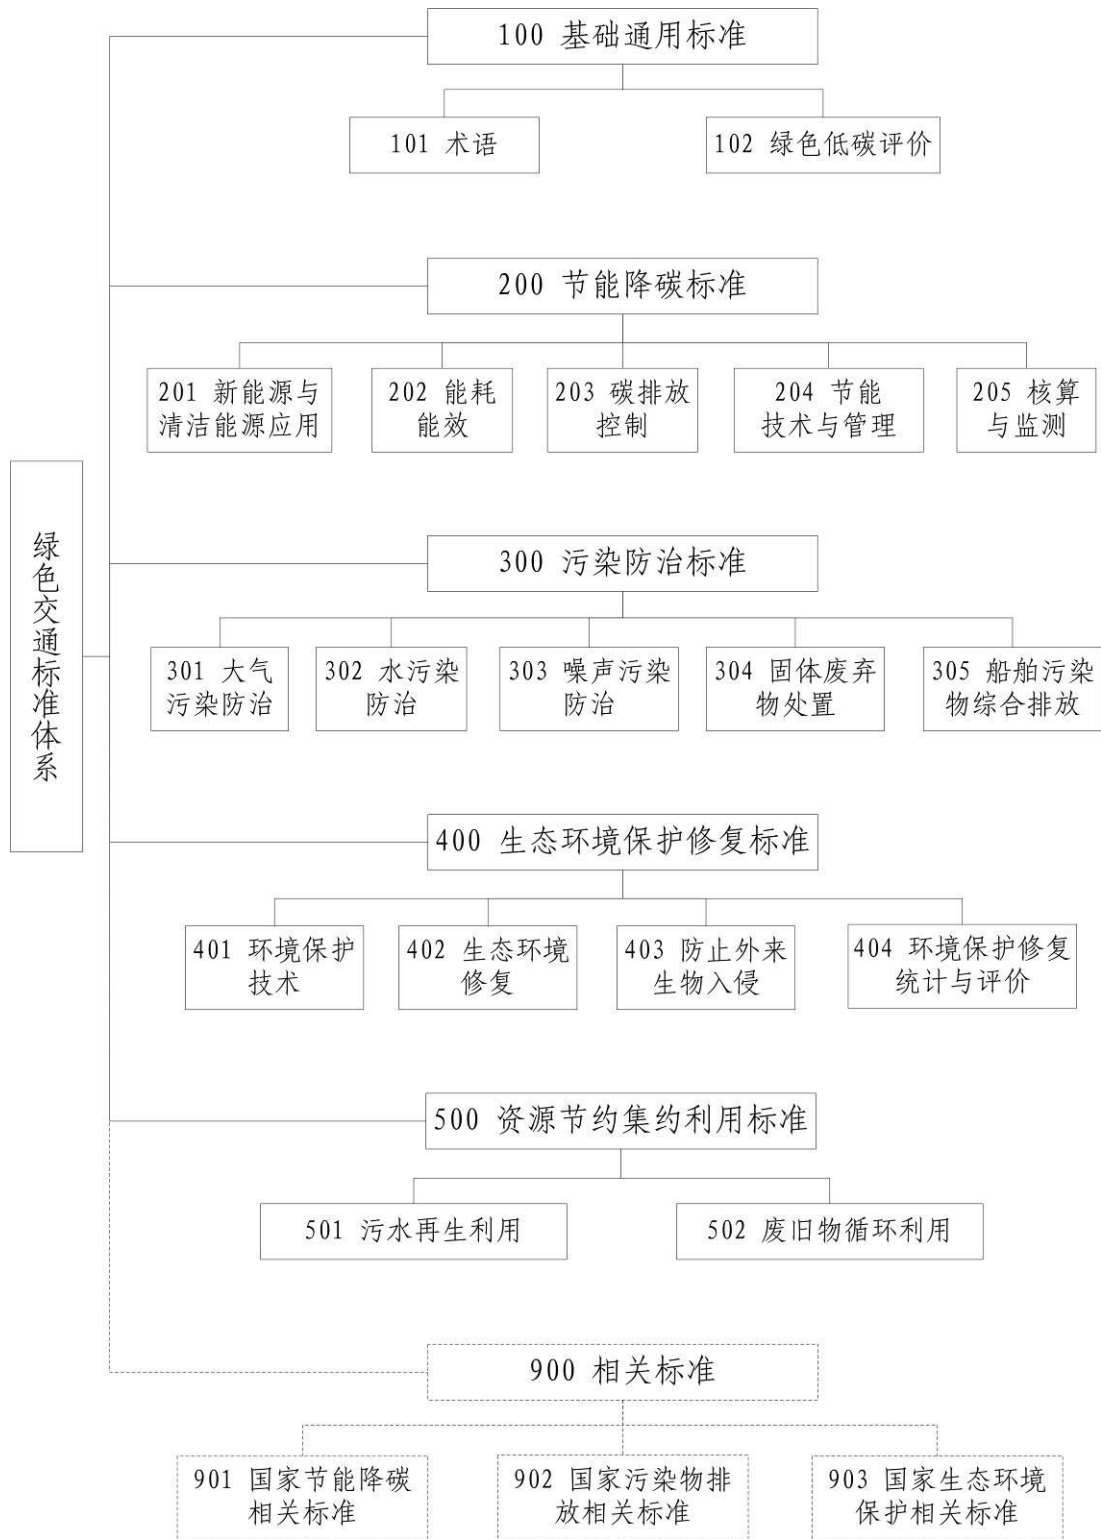 100 基础通用标准
101 术语
102 绿色低碳评价
200 节能降碳标准
201 新能源与
清洁能源应用
202 能耗
能效
203 碳排放
控制
204 节能
技术与管理
205 核算
与监测
绿色交通标准体系
300 污染防治标准
301 大气
污染防治
302 水污染
防治
303 噪声污染
防治
304 固体废弃
物处置
305 船舶污染
物综合排放
400 生态环境保护修复标准
401 环境保护
技术
402 生态环境
修复
403 防止外来
生物入侵
404 环境保护修复
统计与评价
500 资源节约集约利用标准
501 污水再生利用
502 废旧物循环利用
900 相关标准
901 国家节能降碳
相关标准
902 国家污染物排
放相关标准
903 国家生态环境
保护相关标准